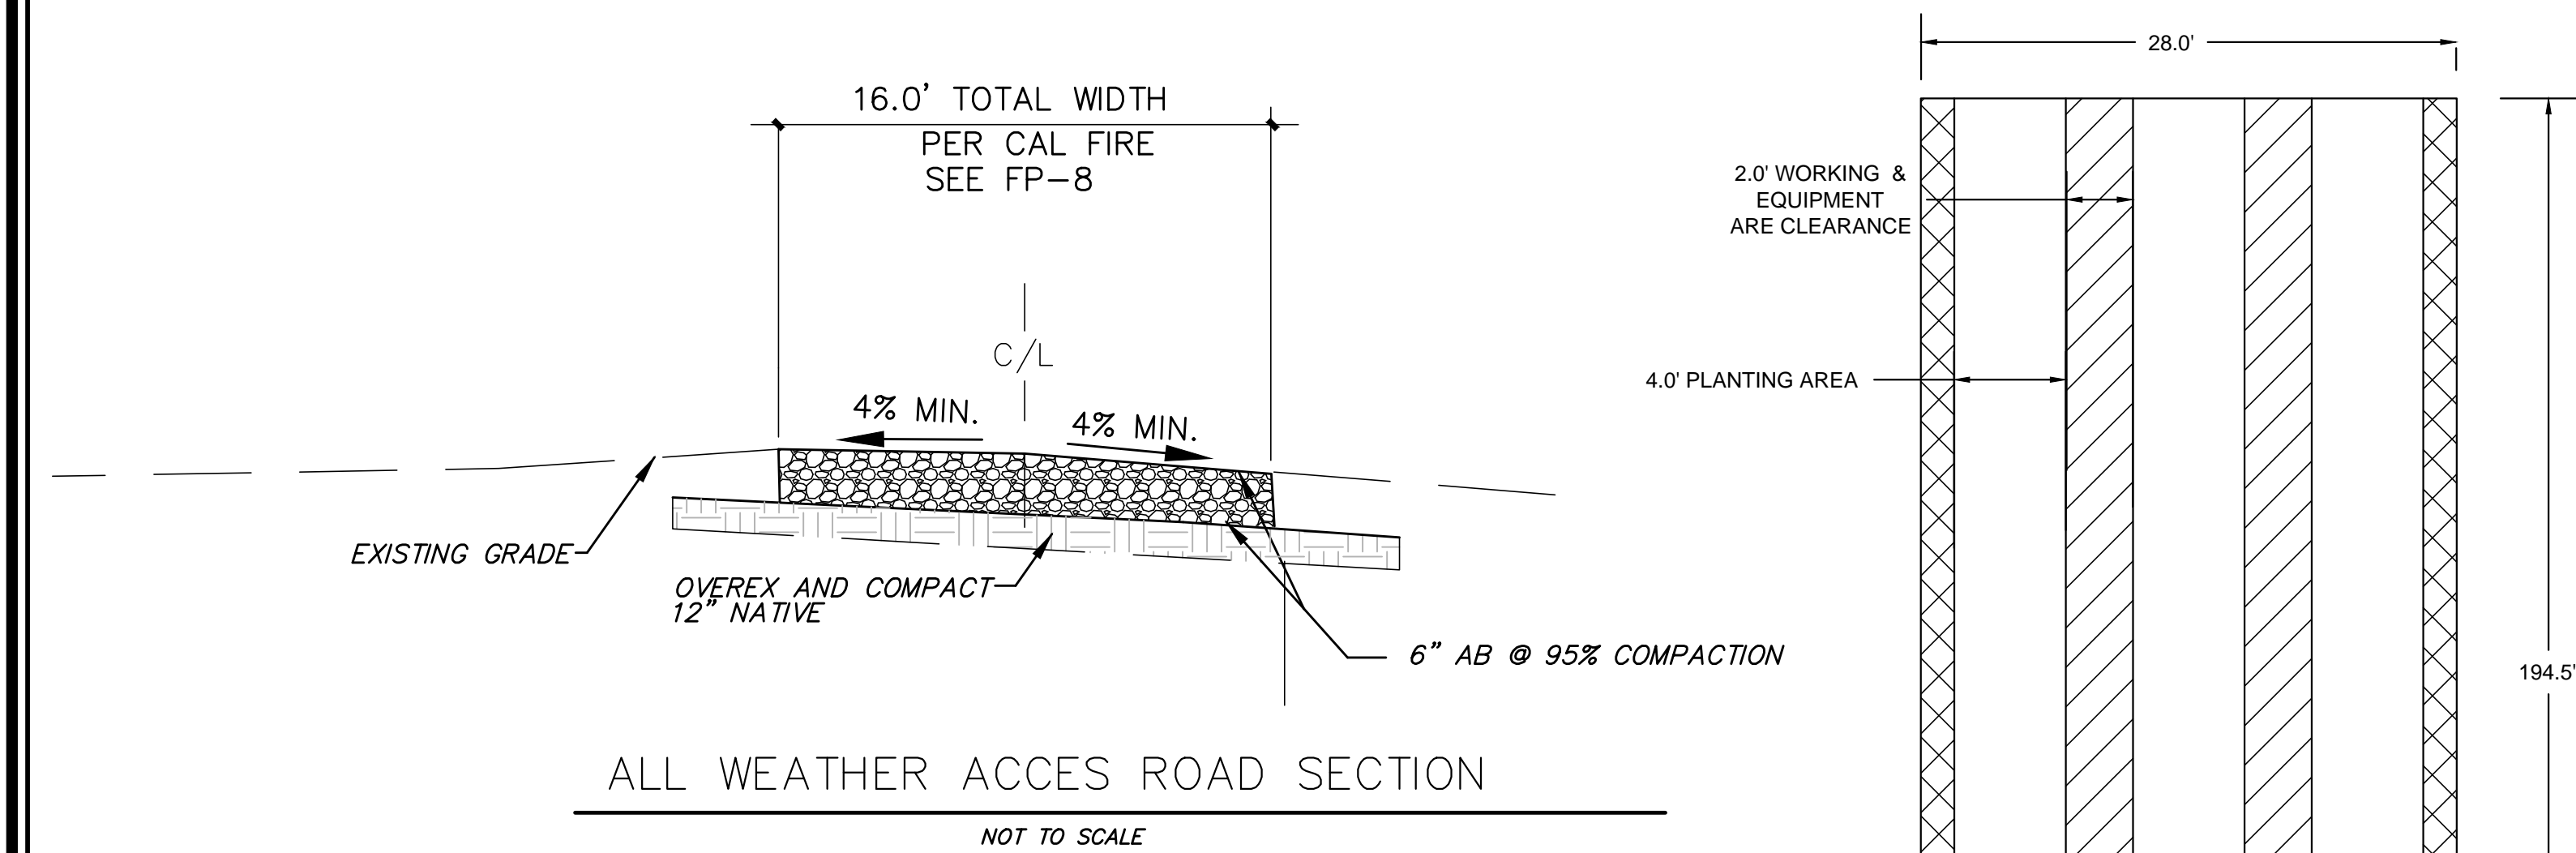 16.0' TOTAL WIDTH
PER CAL FIRE
SEE FP-8
C/L
4% MIN.
4% MIN.
EXISTING GRADE
OVEREX AND COMPACT
12" NATIVE
6" AB @ 95% COMPACTION
ALL WEATHER ACCES ROAD SECTION
NOT TO SCALE
28.0'
2.0' WORKING &
EQUIPMENT
ARE CLEARANCE
4.0' PLANTING AREA
194.5'